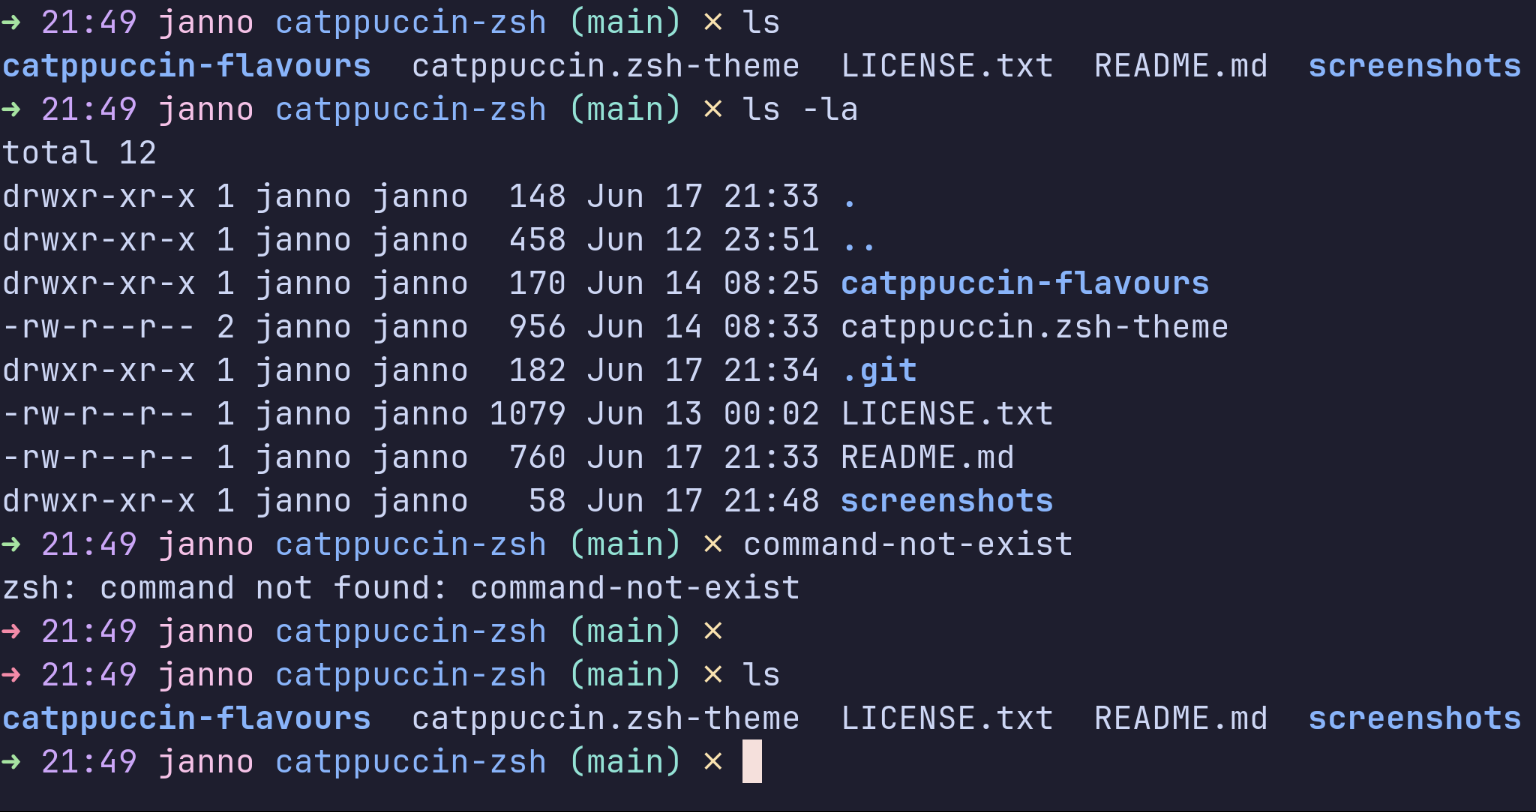 ➜ 21:49 janno catppuccin-zsh (main) × ls
catppuccin-flavours  catppuccin.zsh-theme  LICENSE.txt  README.md  screenshots
➜ 21:49 janno catppuccin-zsh (main) × ls -la
total 12
drwxr-xr-x 1 janno janno  148 Jun 17 21:33 .
drwxr-xr-x 1 janno janno  458 Jun 12 23:51 ..
drwxr-xr-x 1 janno janno  170 Jun 14 08:25 catppuccin-flavours
-rw-r--r-- 2 janno janno  956 Jun 14 08:33 catppuccin.zsh-theme
drwxr-xr-x 1 janno janno  182 Jun 17 21:34 .git
-rw-r--r-- 1 janno janno 1079 Jun 13 00:02 LICENSE.txt
-rw-r--r-- 1 janno janno  760 Jun 17 21:33 README.md
drwxr-xr-x 1 janno janno   58 Jun 17 21:48 screenshots
➜ 21:49 janno catppuccin-zsh (main) × command-not-exist
zsh: command not found: command-not-exist
➜ 21:49 janno catppuccin-zsh (main) ×
➜ 21:49 janno catppuccin-zsh (main) × ls
catppuccin-flavours  catppuccin.zsh-theme  LICENSE.txt  README.md  screenshots
➜ 21:49 janno catppuccin-zsh (main) ×